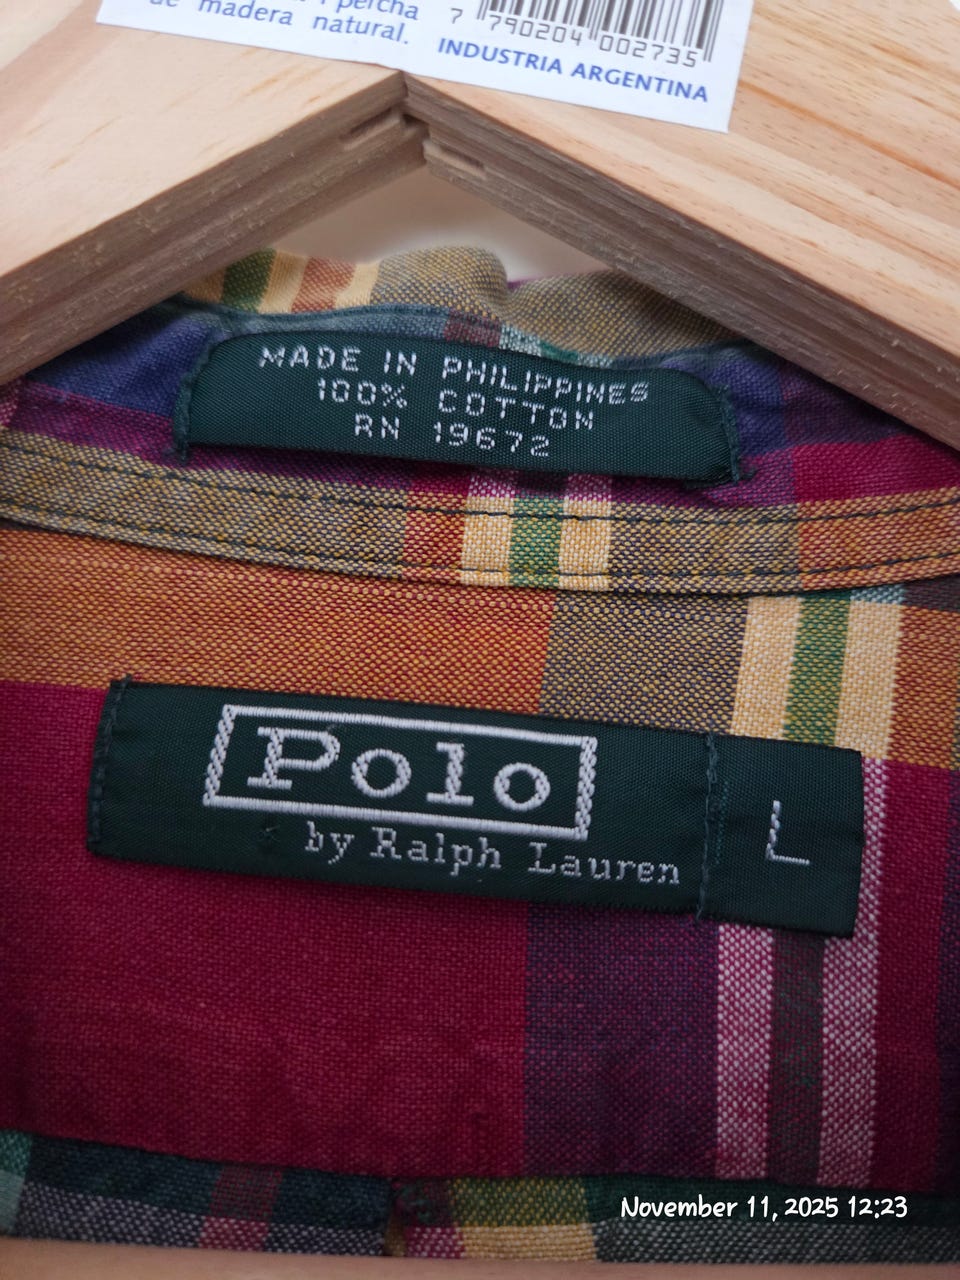 percha
de madera natural.
7 790204 002735
INDUSTRIA ARGENTINA
MADE IN PHILIPPINES
100% COTTON
RN 19672
Polo
by Ralph Lauren
L
November 11, 2025 12:23